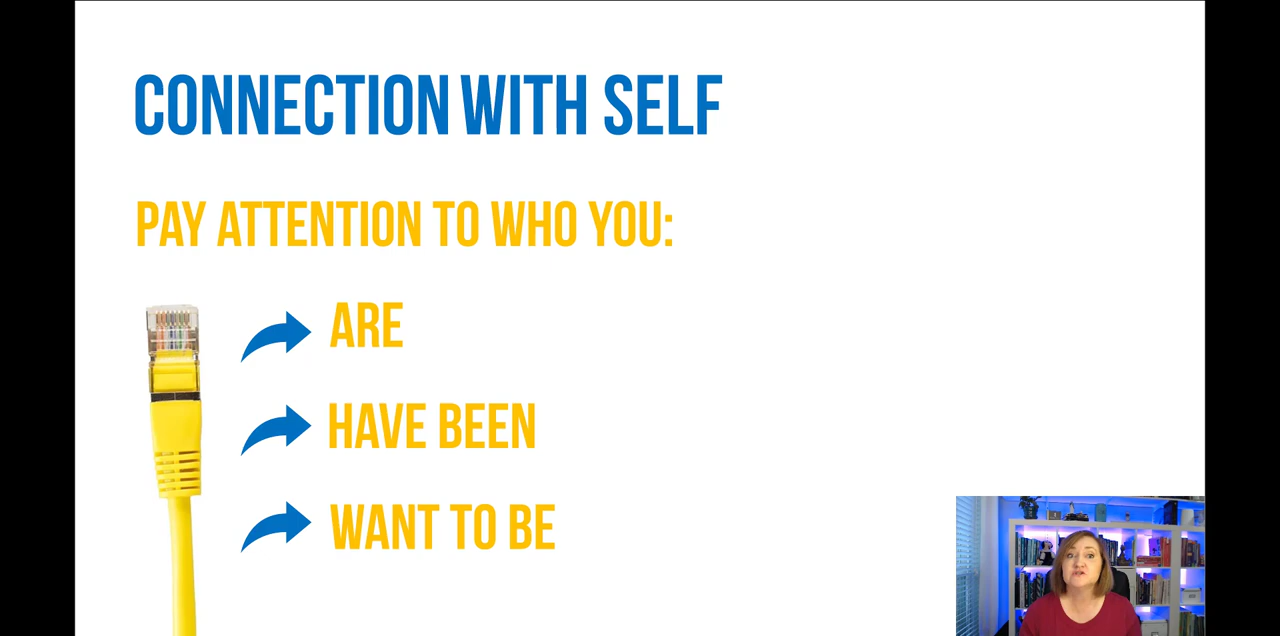 CONNECTION WITH SELF
PAY ATTENTION TO WHO YOU:
ARE
HAVE BEEN
WANT TO BE